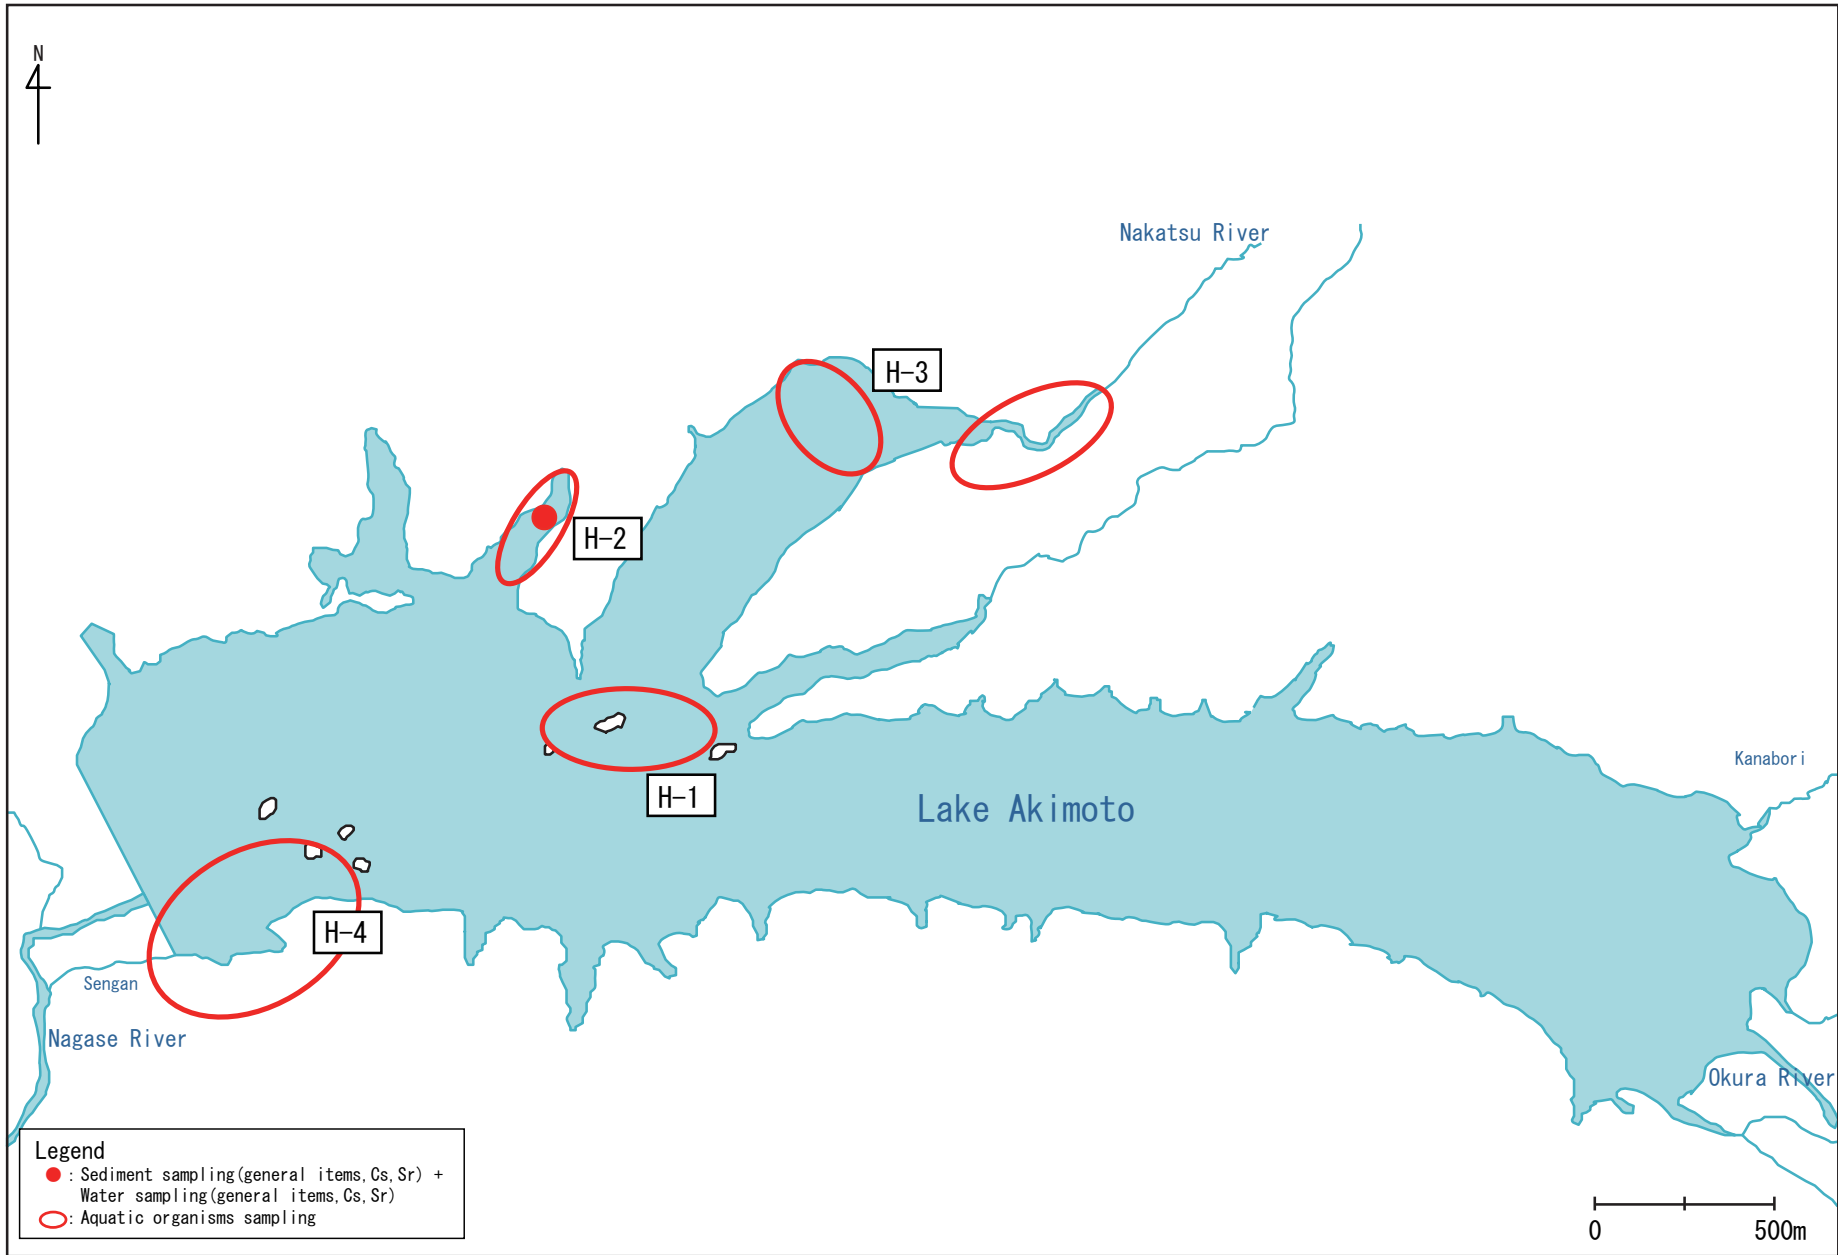 N
Nakatsu River
H-3
H-2
Kanabori
H-1
Lake Akimoto
H-4
Sengan
Nagase River
Okura River
Legend
: Sediment sampling(general items,Cs,Sr) +
Water sampling(general items,Cs,Sr)
: Aquatic organisms sampling
0 500m